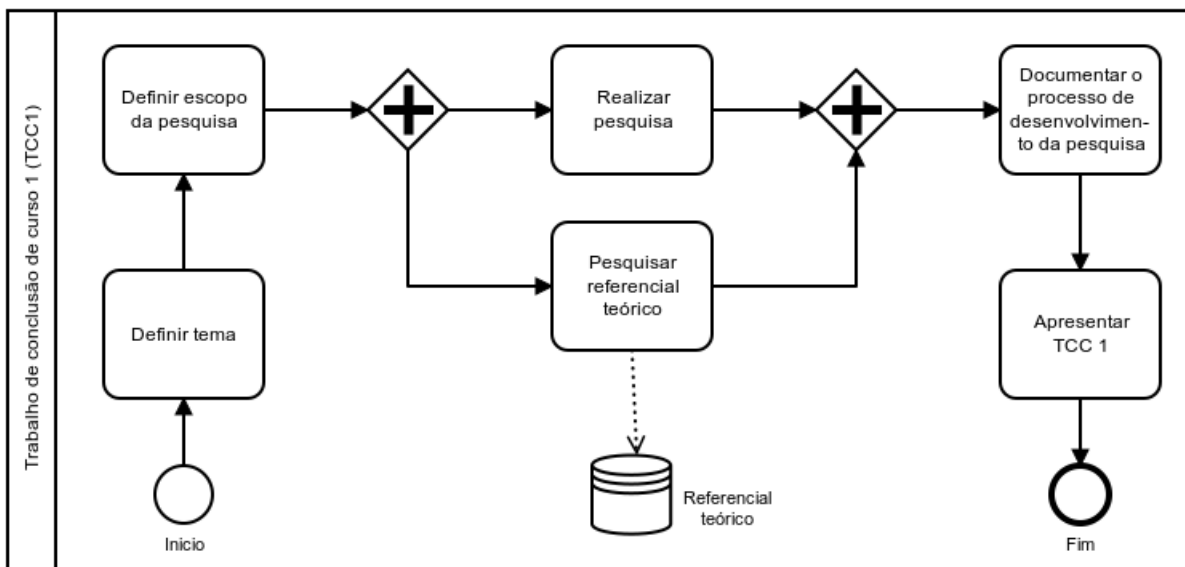 Trabalho de conclusão de curso 1 (TCC1)
Definir escopo
da pesquisa
Realizar
pesquisa
Documentar o
processo de
desenvolvimen-
to da pesquisa
Definir tema
Pesquisar
referencial
teórico
Apresentar
TCC 1
Inicio
Referencial
teórico
Fim